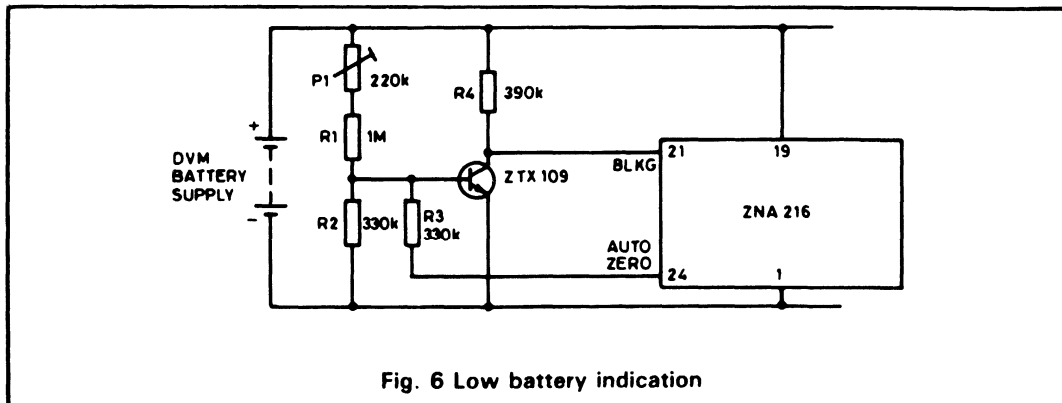 P1 220k
R4 390k
R1 1M
+
DVM
BATTERY
SUPPLY
-
21
BLKG
19
ZTX 109
ZNA 216
R2 330k
R3
330k
AUTO
ZERO
24
1
Fig. 6 Low battery indication